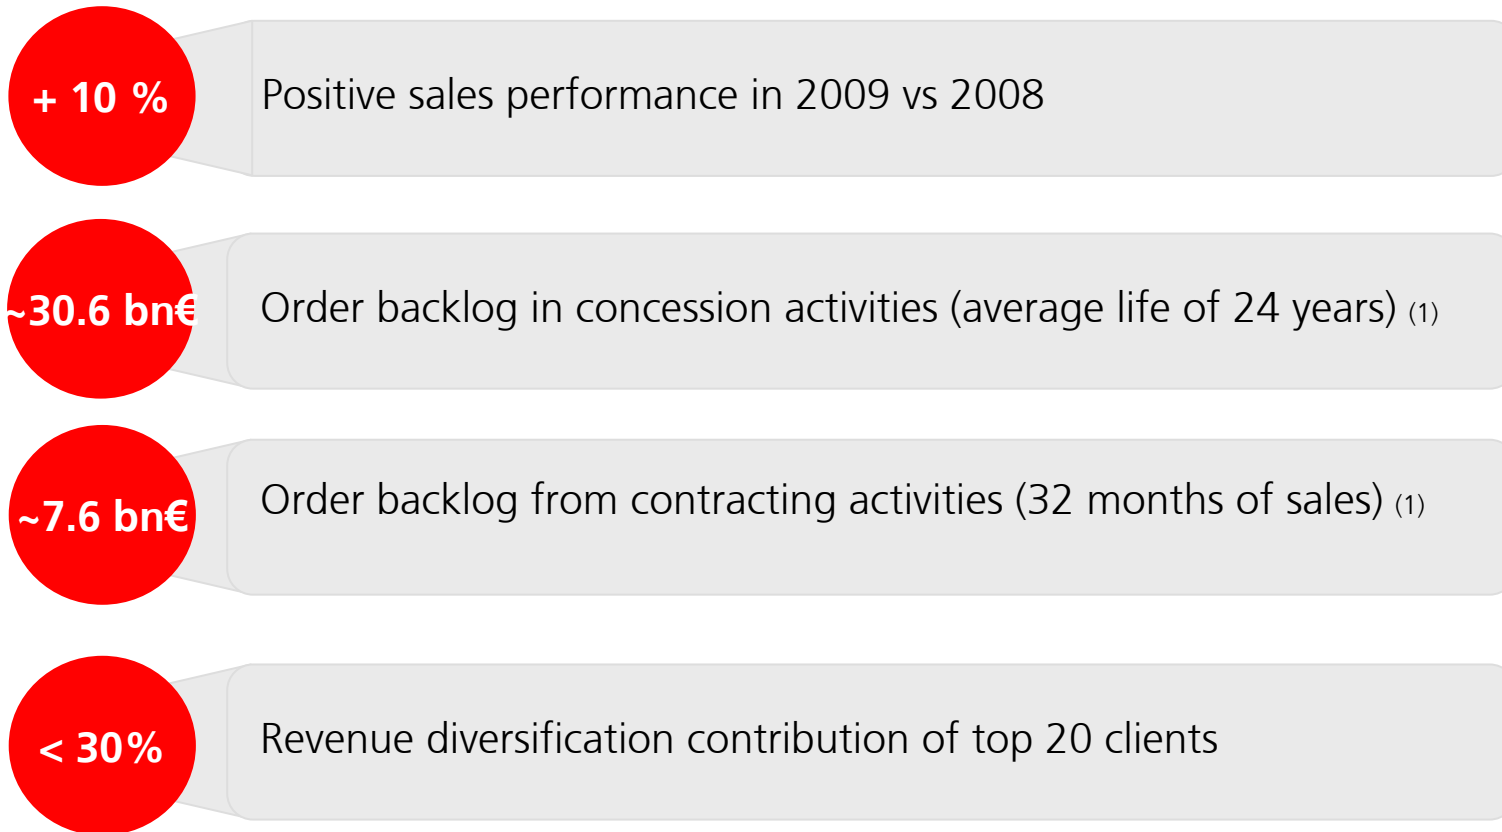 + 10 %
Positive sales performance in 2009 vs 2008
~30.6 bn€
Order backlog in concession activities (average life of 24 years) (1)
~7.6 bn€
Order backlog from contracting activities (32 months of sales) (1)
< 30%
Revenue diversification contribution of top 20 clients